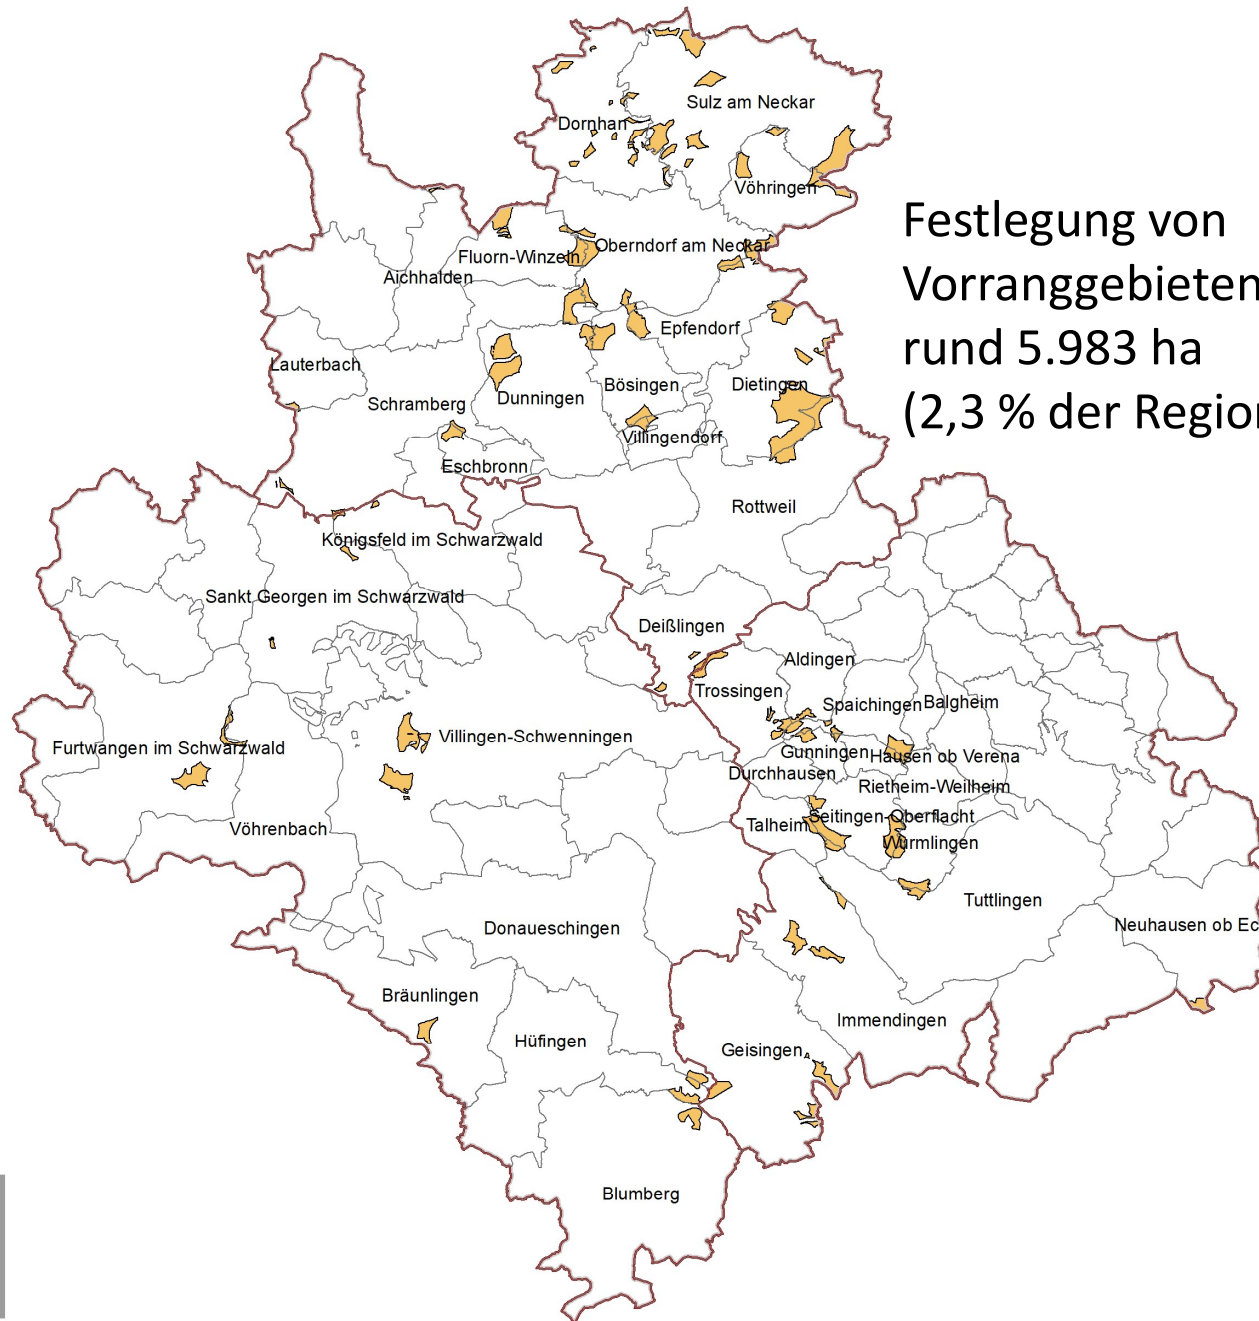 Sulz am Neckar
Dornhan
Vöhringen
Festlegung von
Vorranggebieten
rund 5.983 ha
(2,3 % der Region
Oberndorf am Neckar
Fluorn-Winzeln
Aichhalden
Epfendorf
Lauterbach
Bösingen
Dietingen
Dunningen
Schramberg
Villingendorf
Eschbronn
Rottweil
Königsfeld im Schwarzwald
Sankt Georgen im Schwarzwald
Deißlingen
Aldingen
Trossingen
Spaichingen
Balgheim
Villingen-Schwenningen
Furtwangen im Schwarzwald
Gunningen
Hausen ob Verena
Durchhausen
Rietheim-Weilheim
Seitingen-Oberflacht
Talheim
Vöhrenbach
Wurmlingen
Tuttlingen
Neuhausen ob Ec
Donaueschingen
Bräunlingen
Immendingen
Hüfingen
Geisingen
Blumberg